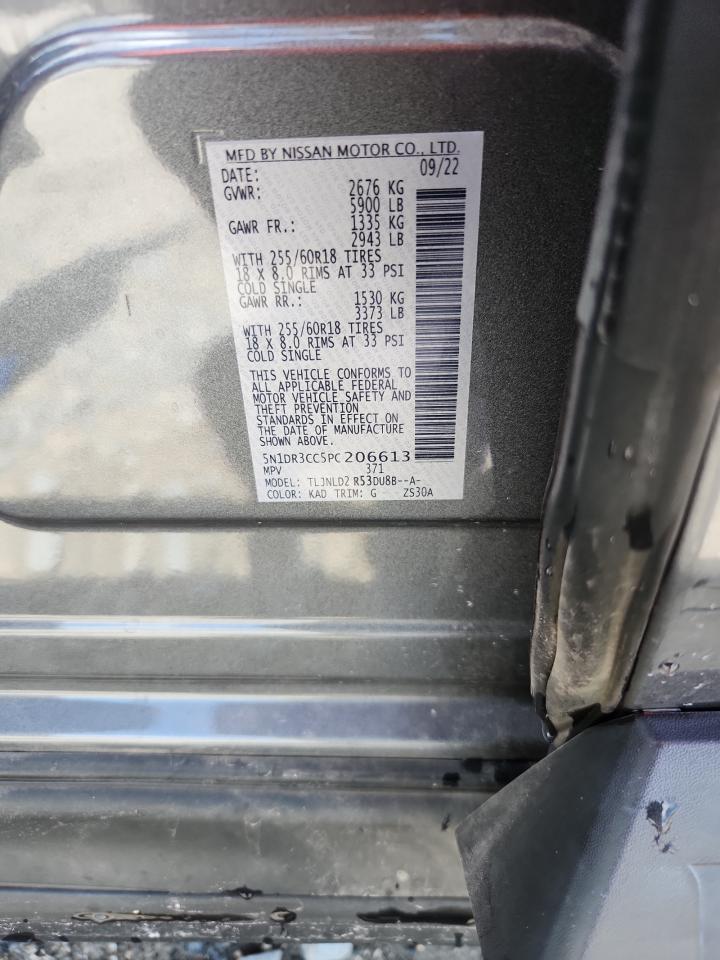 MFD BY NISSAN MOTOR CO., LTD.
DATE: 09/22
GVWR: 2676 KG
5900 LB
GAWR FR.: 1335 KG
2943 LB
WITH 255/60R18 TIRES
18 X 8.0 RIMS AT 33 PSI
COLD SINGLE
GAWR RR.: 1530 KG
3373 LB
WITH 255/60R18 TIRES
18 X 8.0 RIMS AT 33 PSI
COLD SINGLE
THIS VEHICLE CONFORMS TO
ALL APPLICABLE FEDERAL
MOTOR VEHICLE SAFETY AND
THEFT PREVENTION
STANDARDS IN EFFECT ON
THE DATE OF MANUFACTURE
SHOWN ABOVE.
5N1DR3CC5PC206613
MPV 371
MODEL: TLJNLD2 R53DU8B--A-
COLOR: KAD TRIM: G ZS30A